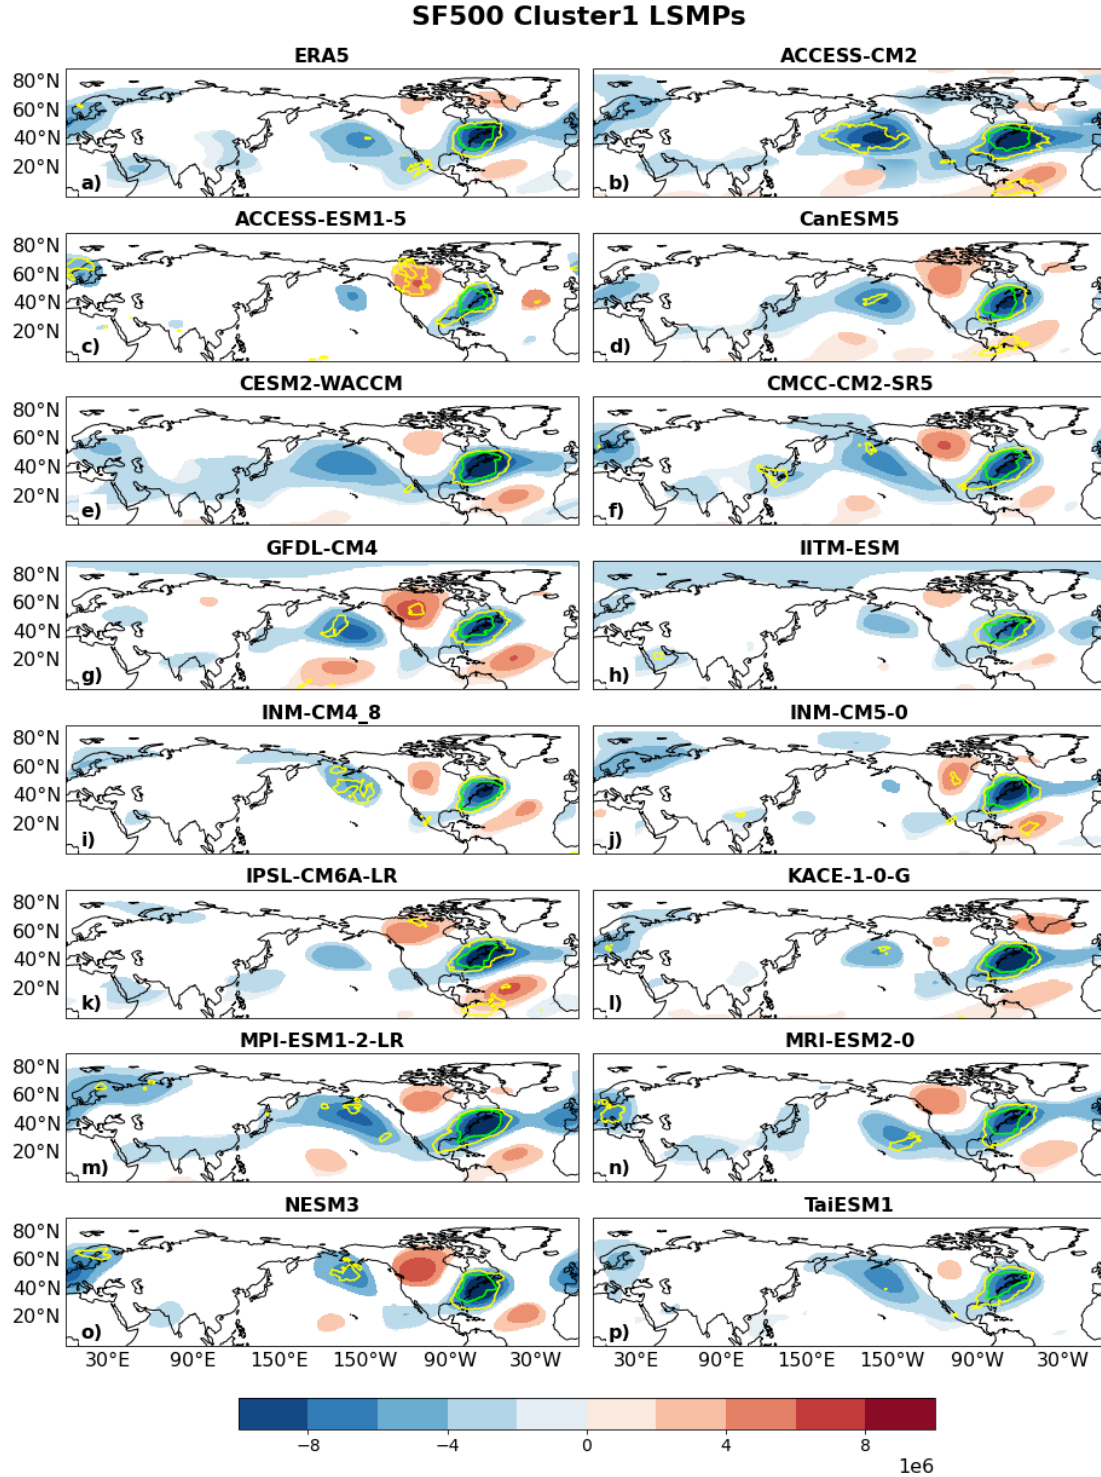 SF500 Cluster1 LSMPs
ERA5 ACCESS-CM2
80°N
60°N
40°N
20°N
a) b)
ACCESS-ESM1-5 CanESM5
80°N
60°N
40°N
20°N
c) d)
CESM2-WACCM CMCC-CM2-SR5
80°N
60°N
40°N
20°N
e) f)
GFDL-CM4 IITM-ESM
80°N
60°N
40°N
20°N
g) h)
INM-CM4_8 INM-CM5-0
80°N
60°N
40°N
20°N
i) j)
IPSL-CM6A-LR KACE-1-0-G
80°N
60°N
40°N
20°N
k) l)
MPI-ESM1-2-LR MRI-ESM2-0
80°N
60°N
40°N
20°N
m) n)
NESM3 TaiESM1
80°N
60°N
40°N
20°N
o) p)
30°E 90°E 150°E 150°W 90°W 30°W 30°E 90°E 150°E 150°W 90°W 30°W
−8 −4 0 4 8
1e6